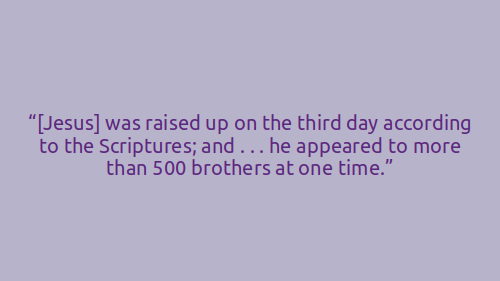 “[Jesus] was raised up on the third day according
to the Scriptures; and . . . he appeared to more
than 500 brothers at one time.”